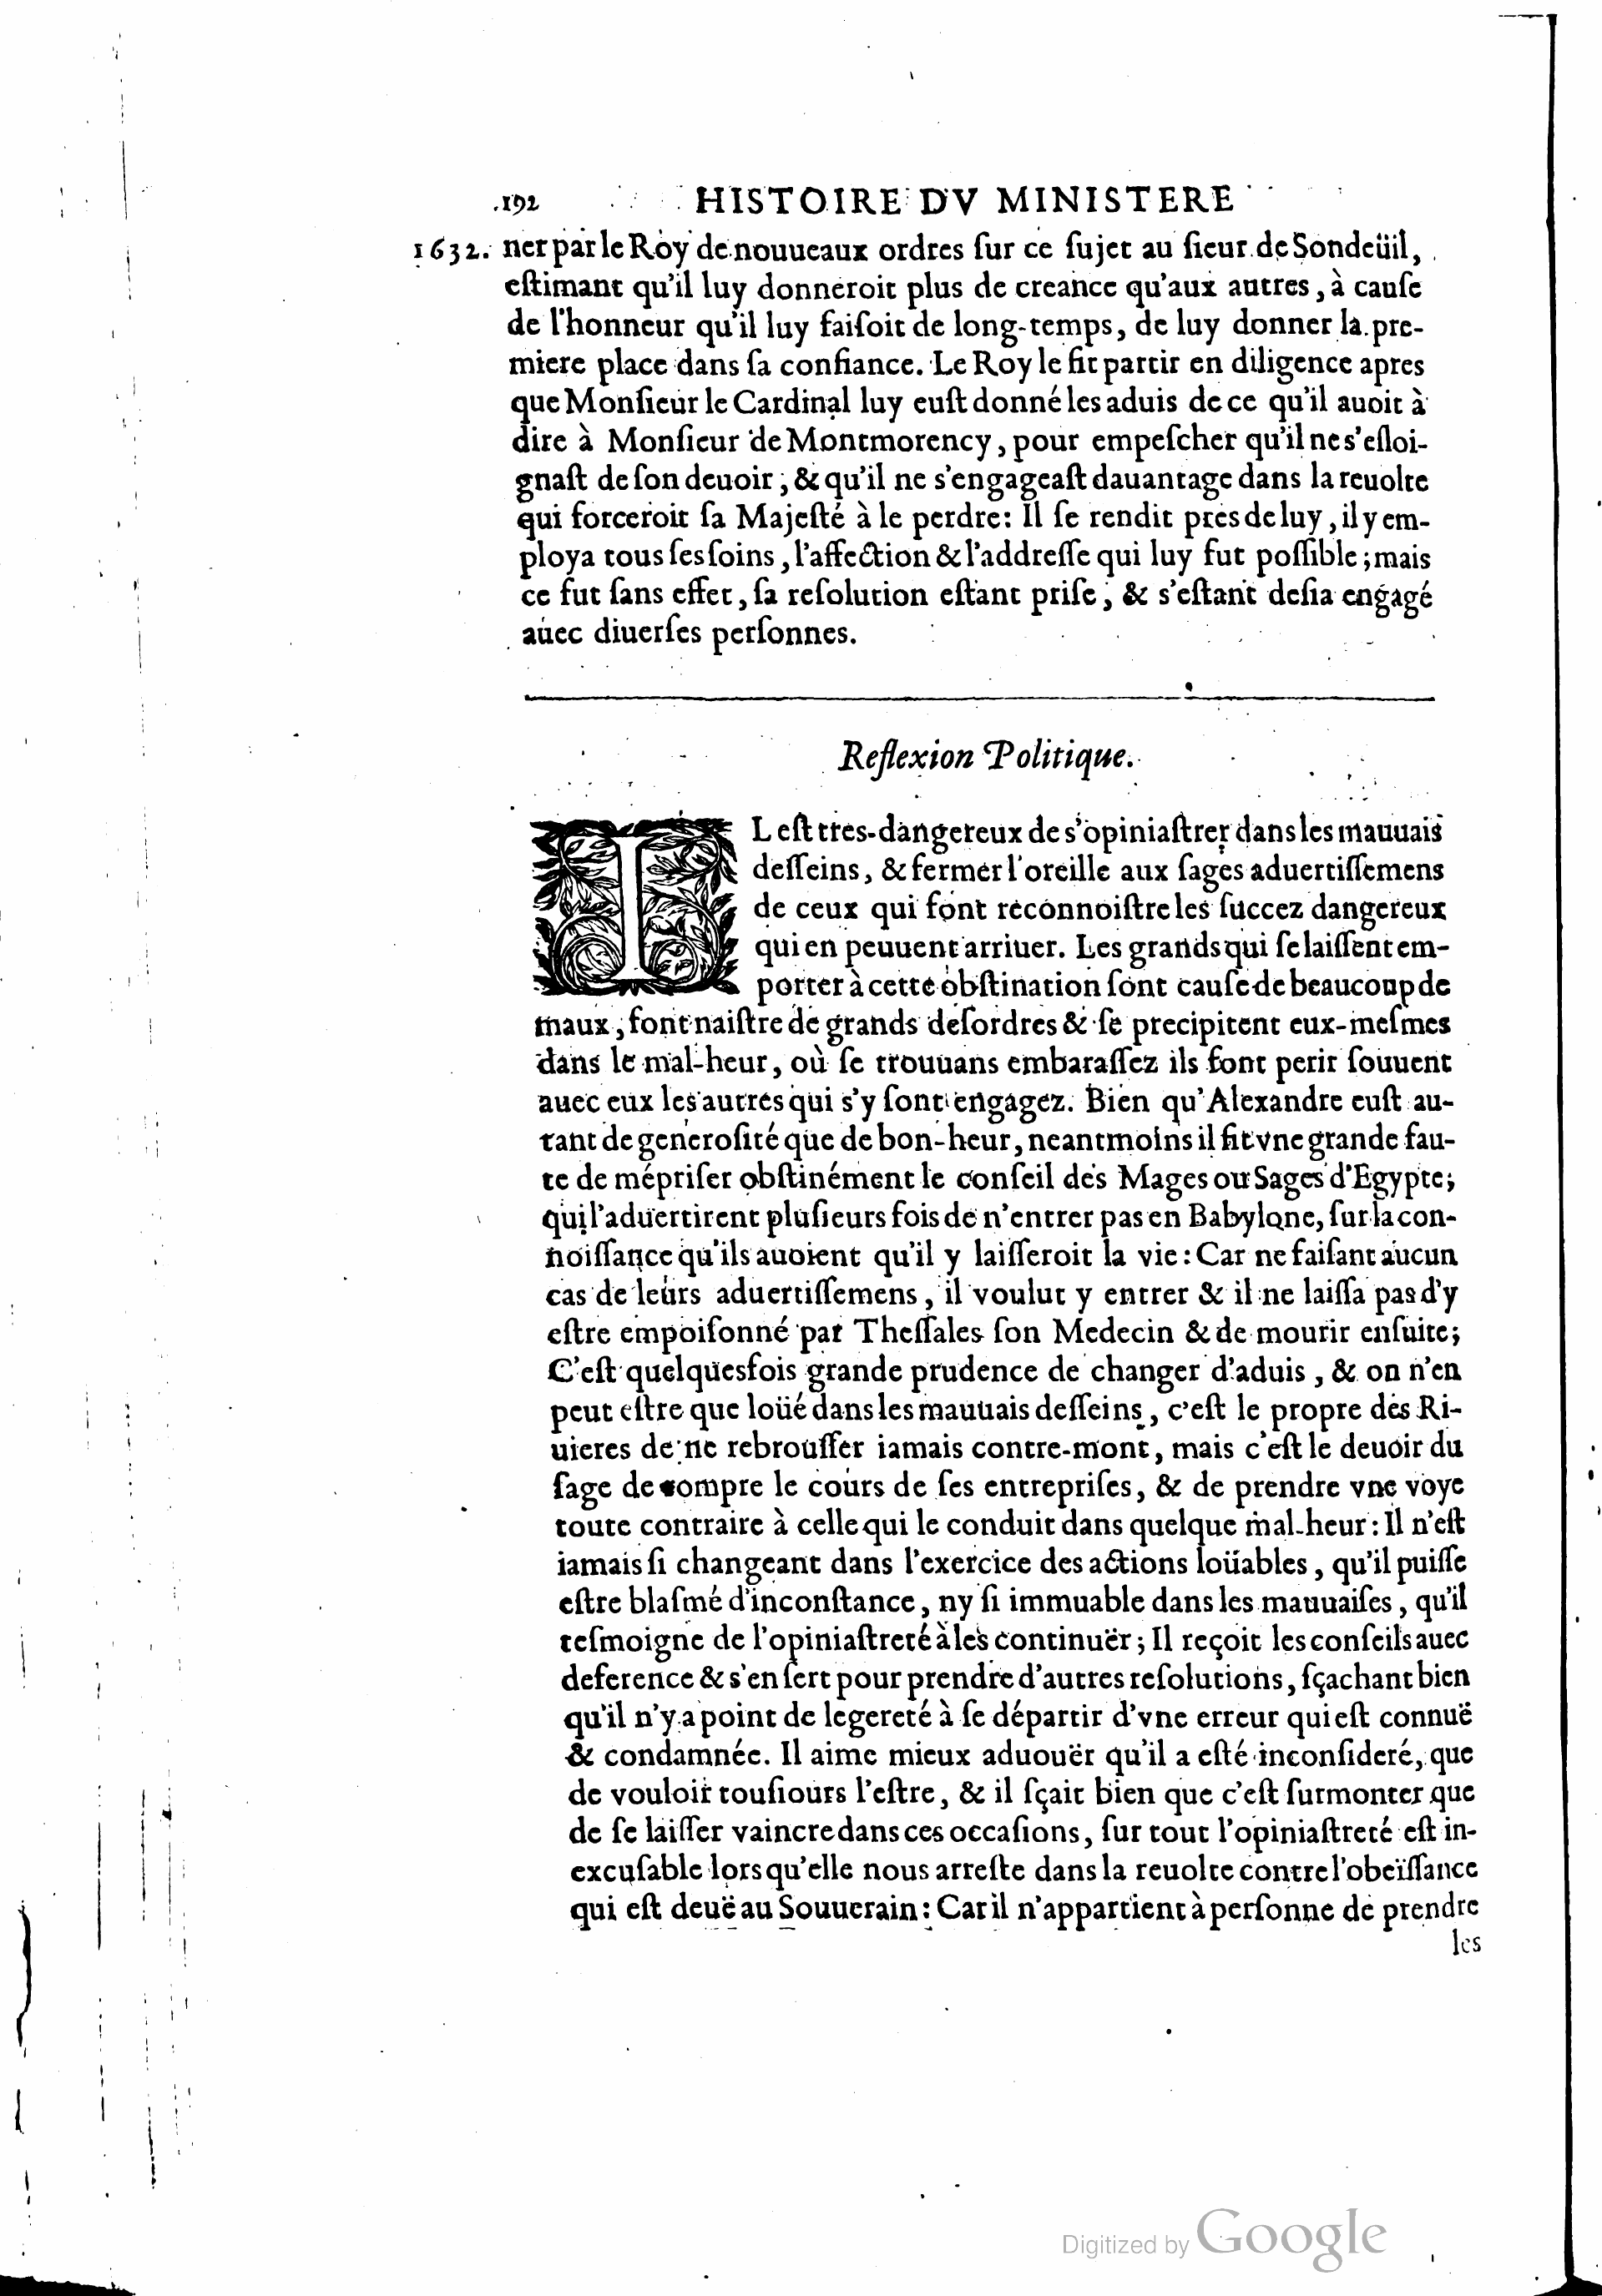 192 HISTOIRE DV MINISTERE
1632. ner par le Roy de nouueaux ordres ſur ce ſujet au ſieur de Sondeüil,
eſtimant qu'il luy donneroit plus de creance qu'aux autres, à cauſe
de l'honneur qu'il luy faiſoit de long-temps, de luy donner la pre-
miere place dans ſa confiance. Le Roy le fit partir en diligence apres
que Monſieur le Cardinal luy euſt donné les aduis de ce qu'il auoit à
dire à Monſieur de Montmorency, pour empeſcher qu'il ne s'eſloi-
gnaſt de ſon deuoir; & qu'il ne s'engageaſt dauantage dans la reuolte
qui forceroit ſa Majeſté à le perdre: Il ſe rendit pres de luy, il y em-
ploya tous ſes ſoins, l'affection & l'addreſſe qui luy fut poſſible; mais
ce fut ſans effet, ſa reſolution eſtant priſe, & s'eſtant deſia engagé
auec diuerſes perſonnes.
Reflexion Politique.
IL eſt tres-dangereux de s'opiniaſtrer dans les mauuais
deſſeins, & fermer l'oreille aux ſages aduertiſſemens
de ceux qui font reconnoiſtre les ſuccez dangereux
qui en peuuent arriuer. Les grands qui ſe laiſſent em-
porter à cette obſtination ſont cauſe de beaucoup de
maux, font naiſtre de grands deſordres & ſe precipitent eux-meſmes
dans le mal-heur, où ſe trouuans embaraſſez ils font perir ſouuent
auec eux les autres qui s'y ſont engagez. Bien qu'Alexandre euſt au-
tant de generoſité que de bon-heur, neantmoins il fit vne grande fau-
te de mépriſer obſtinément le conſeil des Mages ou Sages d'Egypte;
qui l'aduertirent pluſieurs fois de n'entrer pas en Babylone, ſur la con-
noiſſance qu'ils auoient qu'il y laiſſeroit la vie: Car ne faiſant aucun
cas de leurs aduertiſſemens, il voulut y entrer & il ne laiſſa pas d'y
eſtre empoiſonné par Theſſales ſon Medecin & de mourir enſuite;
C'eſt quelquesfois grande prudence de changer d'aduis, & on n'en
peut eſtre que loüé dans les mauuais deſſeins, c'eſt le propre des Ri-
uieres de ne rebrouſſer iamais contre-mont, mais c'eſt le deuoir du
ſage de rompre le cours de ſes entrepriſes, & de prendre vne voye
toute contraire à celle qui le conduit dans quelque mal-heur: Il n'eſt
iamais ſi changeant dans l'exercice des actions loüables, qu'il puiſſe
eſtre blaſmé d'inconſtance, ny ſi immuable dans les mauuaiſes, qu'il
teſmoigne de l'opiniaſtreté à les continuër; Il reçoit les conſeils auec
deference & s'en ſert pour prendre d'autres reſolutions, ſçachant bien
qu'il n'y a point de legereté à ſe départir d'vne erreur qui eſt connuë
& condamnée. Il aime mieux aduouër qu'il a eſté inconſideré, que
de vouloir touſiours l'eſtre, & il ſçait bien que c'eſt ſurmonter que
de ſe laiſſer vaincre dans ces occaſions, ſur tout l'opiniaſtreté eſt in-
excuſable lorsqu'elle nous arreſte dans la reuolte contre l'obeïſſance
qui eſt deuë au Souuerain: Car il n'appartient à perſonne de prendre
les
Digitized by Google